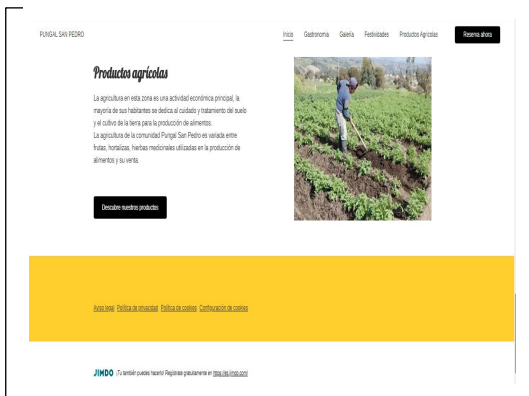 PUNGAL SAN PEDRO
Inicio Gastronomía Galería Festividades Productos Agrícolas Reserva ahora
Productos agrícolas
La agricultura en esta zona es una actividad económica principal, la
mayoría de sus habitantes se dedica al cuidado y tratamiento del suelo
y el cultivo de la tierra para la producción de alimentos.
La agricultura de la comunidad Pungal San Pedro es variada entre
frutas, hortalizas, hierbas medicinales utilizadas en la producción de
alimentos y su venta.
Descubre nuestros productos
Aviso legal Política de privacidad Política de cookies Configuración de cookies
JIMDO ¡Tu también puedes hacerlo! Regístrate gratuitamente en https://es.jimdo.com/